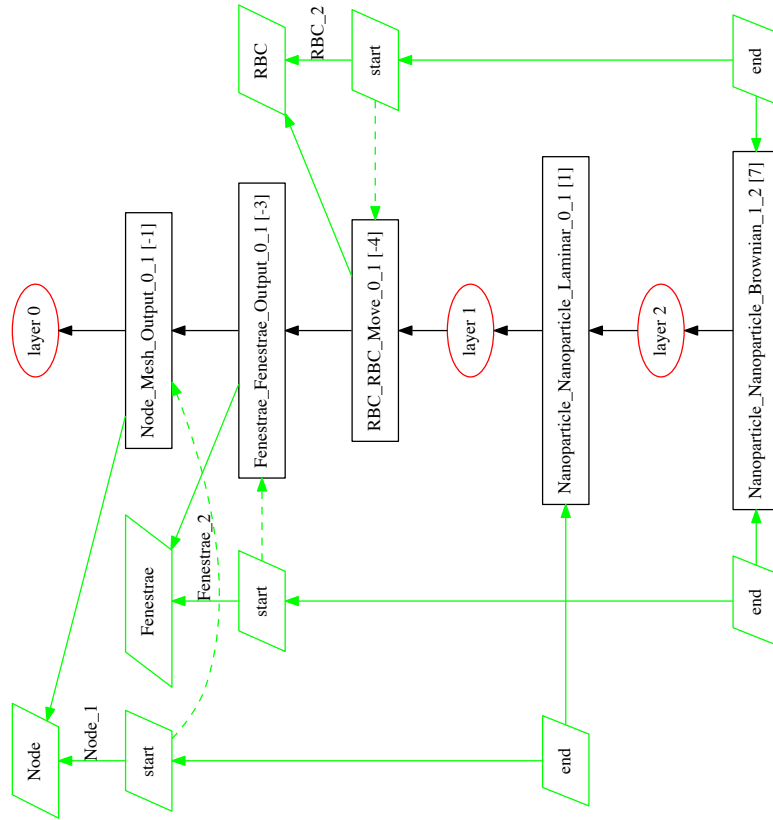 layer 0
Node_Mesh_Output_0_1 [-1]
Fenestrae_Fenestrae_Output_0_1 [-3]
RBC_RBC_Move_0_1 [-4]
layer 1
Nanoparticle_Nanoparticle_Laminar_0_1 [1]
layer 2
Nanoparticle_Nanoparticle_Brownian_1_2 [7]
Node
Node_1
start
end
Fenestrae
Fenestrae_2
start
end
RBC
RBC_2
start
end